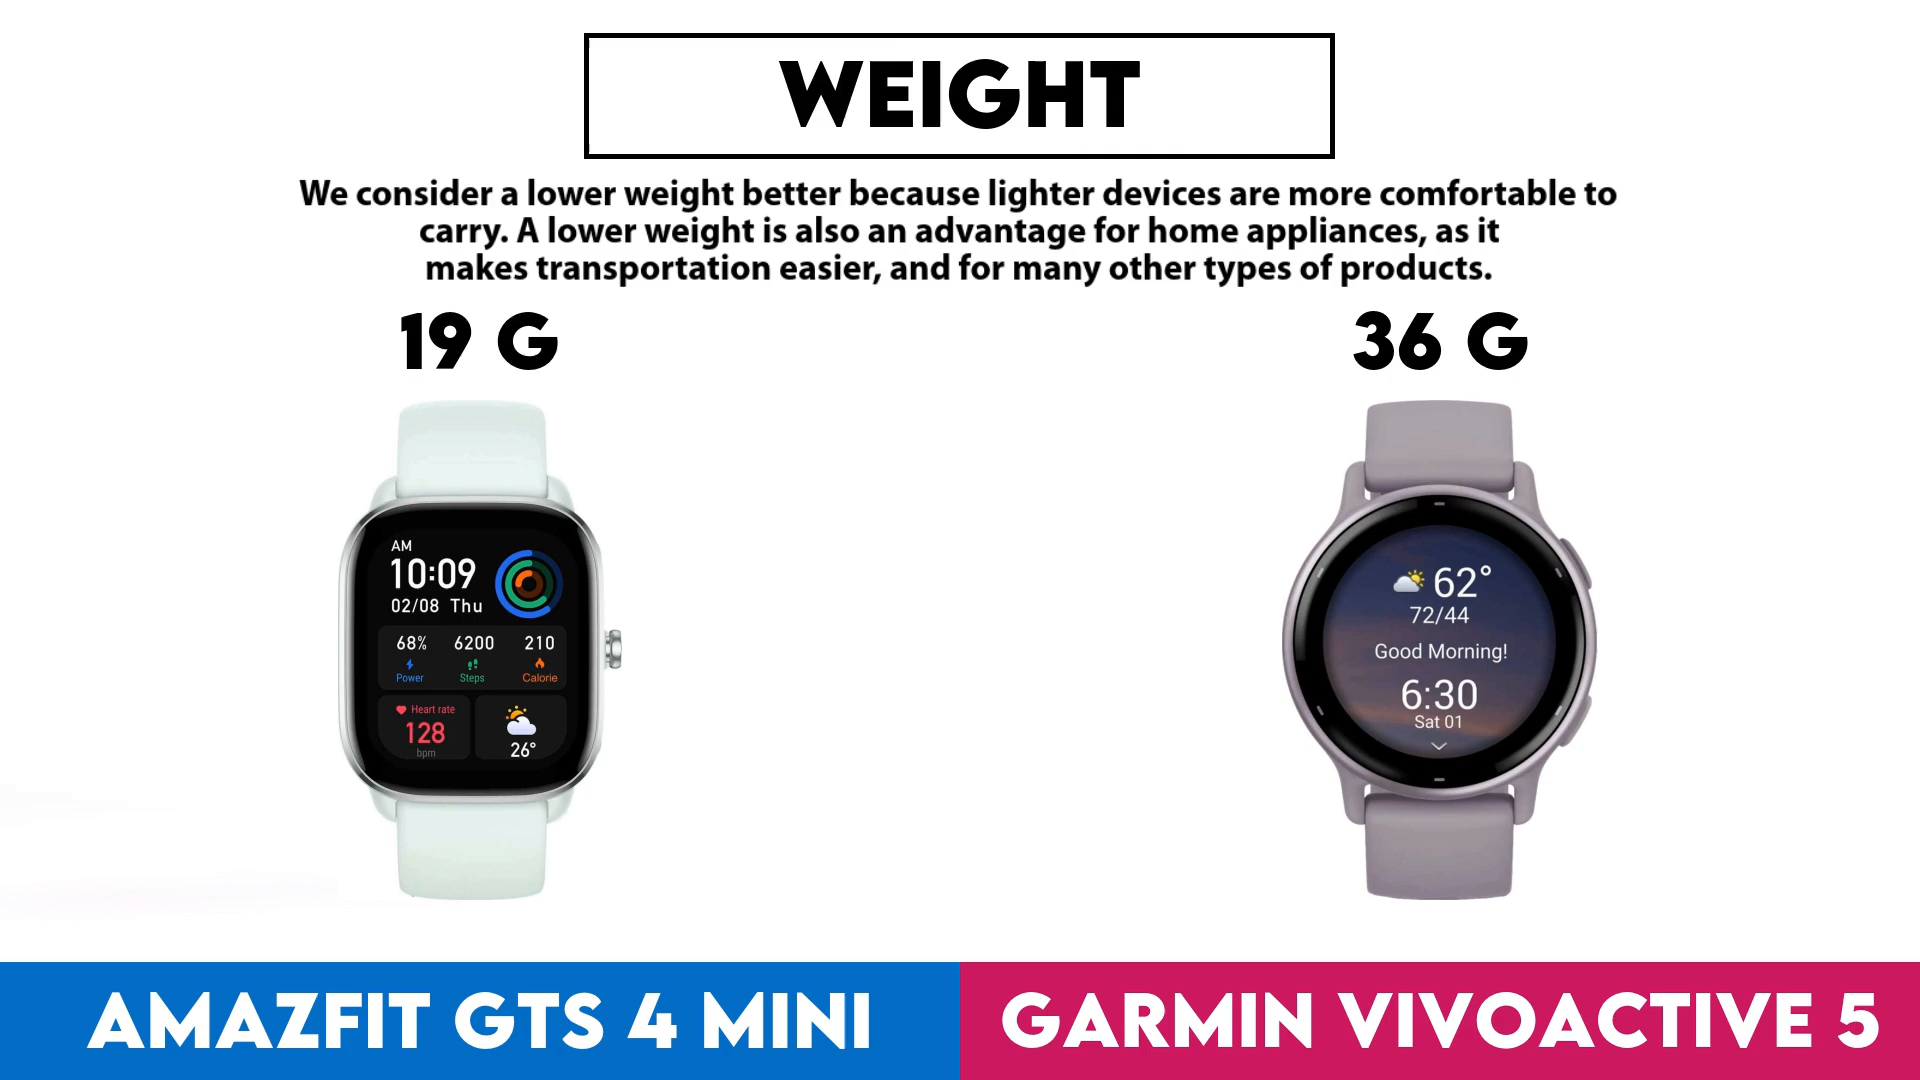 WEIGHT
We consider a lower weight better because lighter devices are more comfortable to
carry. A lower weight is also an advantage for home appliances, as it
makes transportation easier, and for many other types of products.
19 G
36 G
AM
10:09
02/08 Thu
68% 6200 210
Power Steps Calorie
Heart rate
128
bpm
26°
62°
72/44
Good Morning!
6:30
Sat 01
AMAZFIT GTS 4 MINI
GARMIN VIVOACTIVE 5